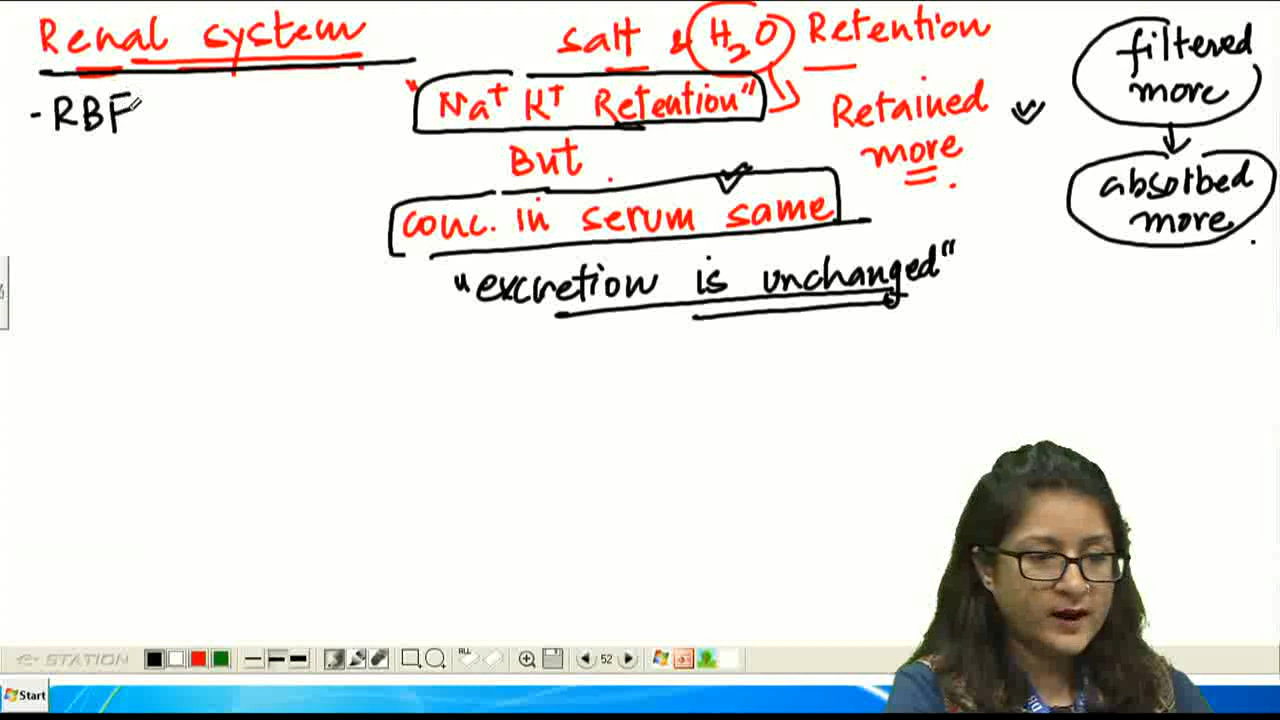 Renal system
- RBF
salt & H2O Retention
"Na+ K+ Retention"
Retained more.
But
conc. in serum same
"excretion is unchanged"
filtered
more
absorbed
more.
e-STATION
ALL
52
Start